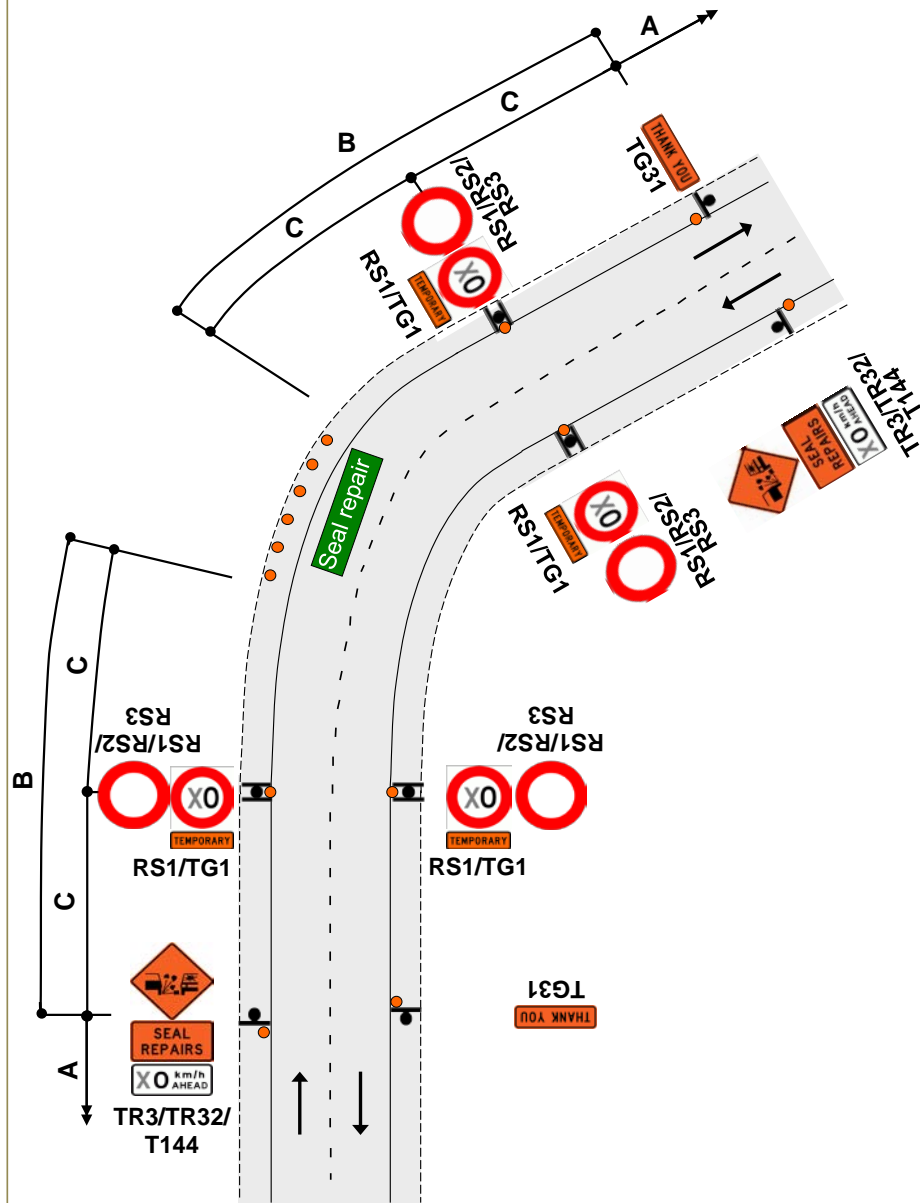 A
C
B
THANK YOU
TG31
RS1/RS2/
RS3
C
X0
TEMPORARY
RS1/TG1
TR3/TR32/
T144
X0 km/h
AHEAD
SEAL
REPAIRS
Seal repair
X0
TEMPORARY
RS1/TG1
RS1/RS2/
RS3
C
B
RS1/RS2/
RS3
X0
TEMPORARY
RS1/TG1
RS1/RS2/
RS3
X0
TEMPORARY
RS1/TG1
C
SEAL
REPAIRS
X0 km/h
AHEAD
TR3/TR32/
T144
A
TG31
THANK YOU